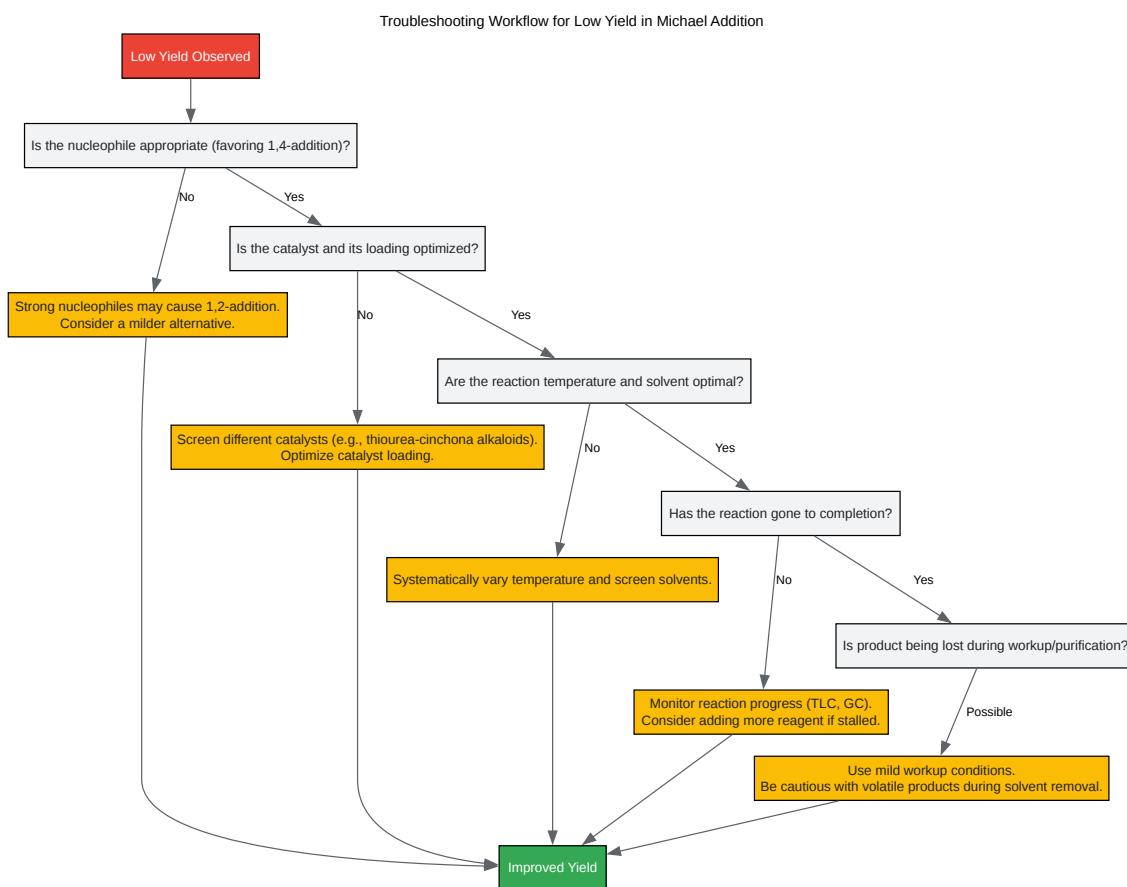 Troubleshooting Workflow for Low Yield in Michael Addition
Low Yield Observed
Is the nucleophile appropriate (favoring 1,4-addition)?
No
Yes
Is the catalyst and its loading optimized?
Strong nucleophiles may cause 1,2-addition.
Consider a milder alternative.
No
Yes
Are the reaction temperature and solvent optimal?
Screen different catalysts (e.g., thiourea-cinchona alkaloids).
Optimize catalyst loading.
No
Yes
Has the reaction gone to completion?
Systematically vary temperature and screen solvents.
No
Yes
Is product being lost during workup/purification?
Monitor reaction progress (TLC, GC).
Consider adding more reagent if stalled.
Possible
Use mild workup conditions.
Be cautious with volatile products during solvent removal.
Improved Yield